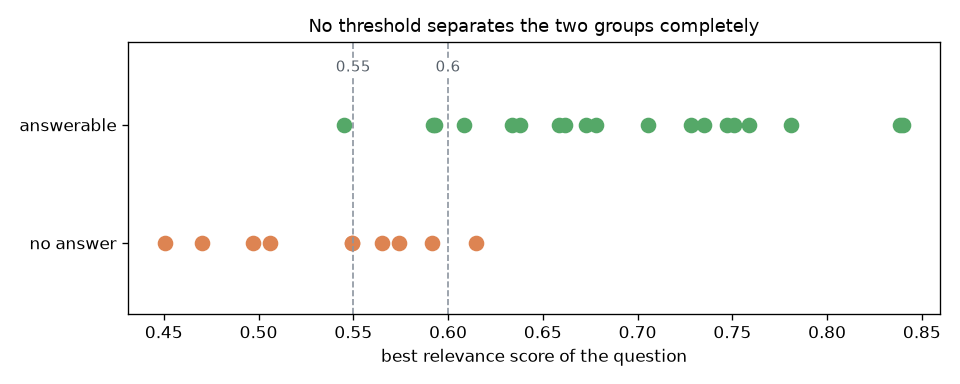 No threshold separates the two groups completely
0.55
0.6
answerable
no answer
0.45 0.50 0.55 0.60 0.65 0.70 0.75 0.80 0.85
best relevance score of the question